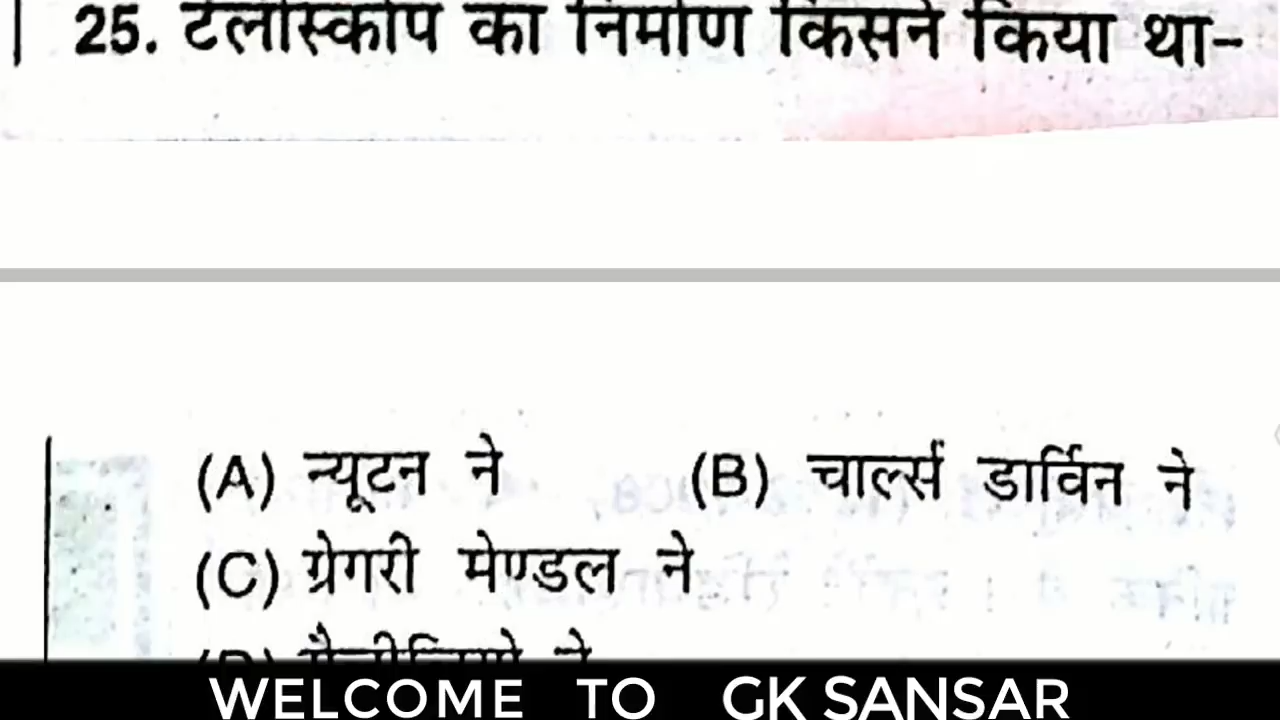 25. टेलीस्कोप का निर्माण किसने किया था-
(A) न्यूटन ने (B) चार्ल्स डार्विन ने
(C) ग्रेगरी मेण्डल ने
(D) गैलीलियो ने
WELCOME TO GK SANSAR